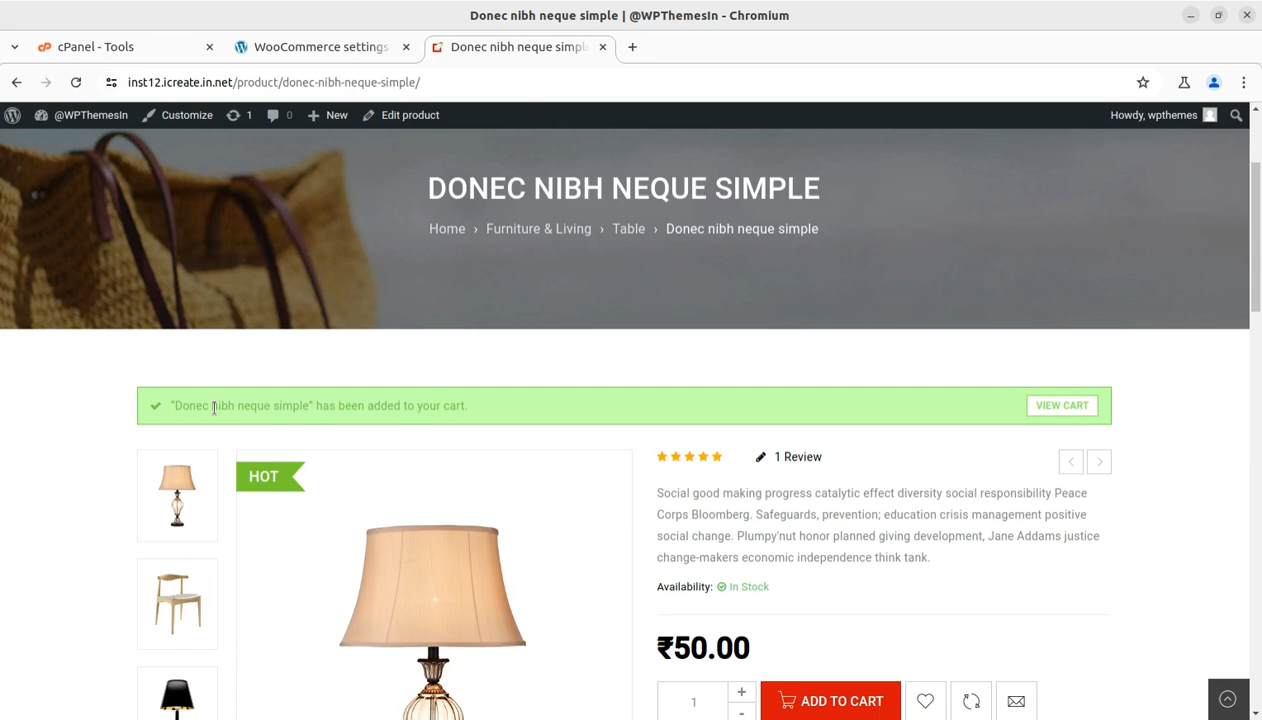 Donec nibh neque simple | @WPThemesIn - Chromium
cPanel - Tools
WooCommerce settings
Donec nibh neque simpl
inst12.icreate.in.net/product/donec-nibh-neque-simple/
@WPThemesIn Customize 1 0 New Edit product Howdy, wpthemes
DONEC NIBH NEQUE SIMPLE
Home › Furniture & Living › Table › Donec nibh neque simple
"Donec nibh neque simple" has been added to your cart. VIEW CART
HOT
1 Review
Social good making progress catalytic effect diversity social responsibility Peace
Corps Bloomberg. Safeguards, prevention; education crisis management positive
social change. Plumpy'nut honor planned giving development, Jane Addams justice
change-makers economic independence think tank.
Availability: In Stock
₹50.00
1 + - ADD TO CART